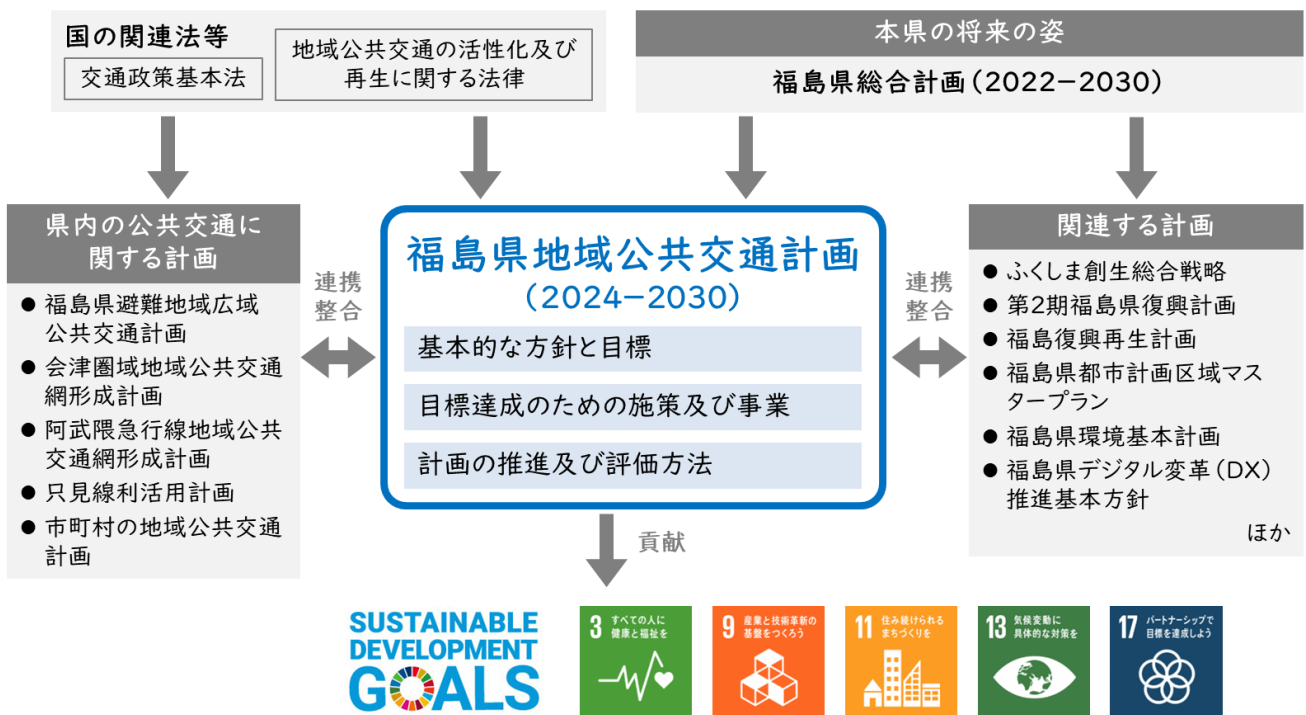 国の関連法等
交通政策基本法
地域公共交通の活性化及び
再生に関する法律
本県の将来の姿
福島県総合計画(2022−2030)
県内の公共交通に
関する計画
● 福島県避難地域広域
公共交通計画
● 会津圏域地域公共交通
網形成計画
● 阿武隈急行線地域公共
交通網形成計画
● 只見線利活用計画
● 市町村の地域公共交通
計画
連携
整合
福島県地域公共交通計画
(2024−2030)
基本的な方針と目標
目標達成のための施策及び事業
計画の推進及び評価方法
連携
整合
関連する計画
● ふくしま創生総合戦略
● 第2期福島県復興計画
● 福島復興再生計画
● 福島県都市計画区域マス
タープラン
● 福島県環境基本計画
● 福島県デジタル変革(DX)
推進基本方針
ほか
貢献
SUSTAINABLE
DEVELOPMENT
GOALS
3 すべての人に
健康と福祉を
9 産業と技術革新の
基盤をつくろう
11 住み続けられる
まちづくりを
13 気候変動に
具体的な対策を
17 パートナーシップで
目標を達成しよう